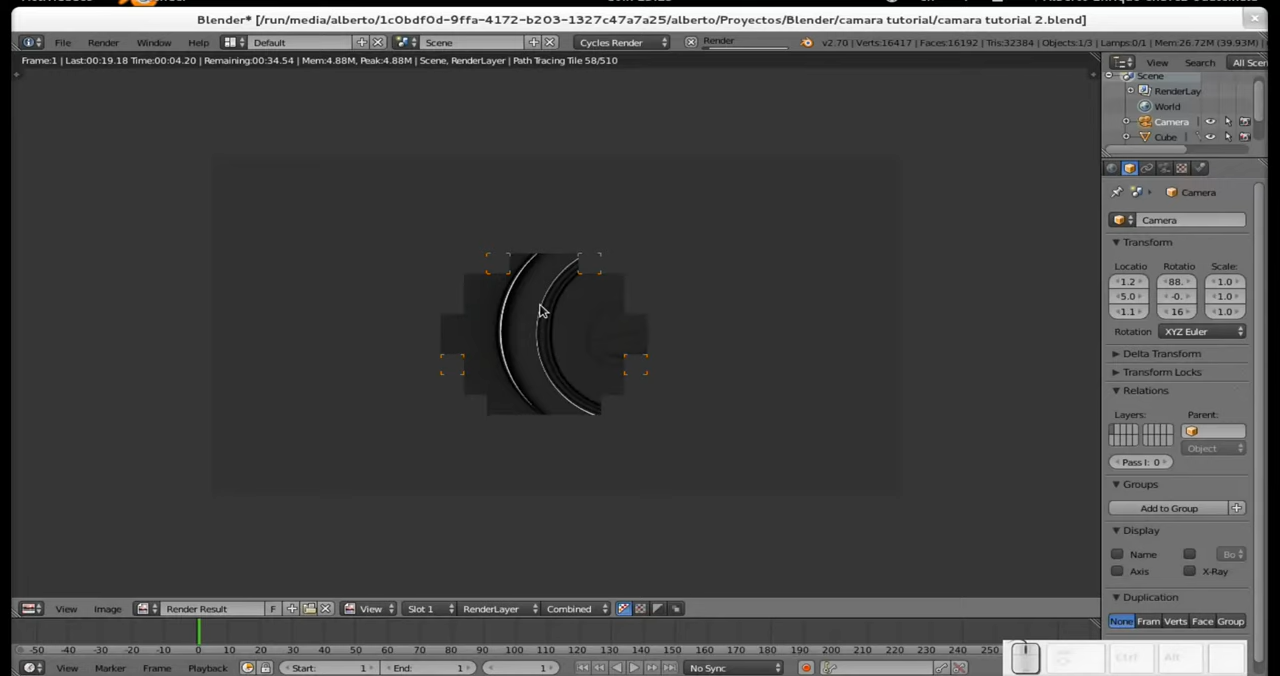 Blender* [/run/media/alberto/1c0bdf0d-9ffa-4172-b203-1327c47a7a25/alberto/Proyectos/Blender/camara tutorial/camara tutorial 2.blend]
File Render Window Help Default Scene Cycles Render Render v2.70 | Verts:16417 | Faces:16192 | Tris:32384 | Objects:1/3 | Lamps:0/1 | Mem:26.72M (39.93M)
Frame:1 | Last:00:19.18 Time:00:04.20 | Remaining:00:34.54 | Mem:4.88M, Peak:4.88M | Scene, RenderLayer | Path Tracing Tile 58/510
View Search All Scen
Scene
RenderLay
World
Camera
Cube
Camera
Camera
Transform
Locatio Rotatio Scale:
1.2 88. 1.0
5.0 -0. 1.0
1.1 16 1.0
Rotation XYZ Euler
Delta Transform
Transform Locks
Relations
Layers: Parent:
Object
Pass I: 0
Groups
Add to Group
Display
Name Bo
Axis X-Ray
Duplication
None Fram Verts Face Group
View Image Render Result F View Slot 1 RenderLayer Combined
-50 -40 -30 -20 -10 0 10 20 30 40 50 60 70 80 90 100 110 120 130 140 150 160 170 180 190 200 210 220 230 240 250
View Marker Frame Playback Start: 1 End: 1 1 No Sync
Ctrl Alt